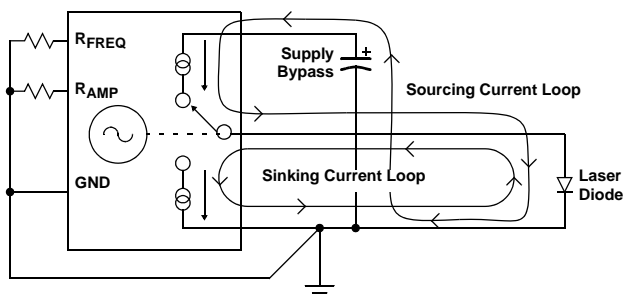 RFREQ
RAMP
GND
Supply
Bypass
+
Sourcing Current Loop
Sinking Current Loop
Laser
Diode